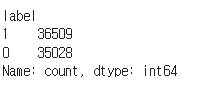 label
1    36509
0    35028
Name: count, dtype: int64